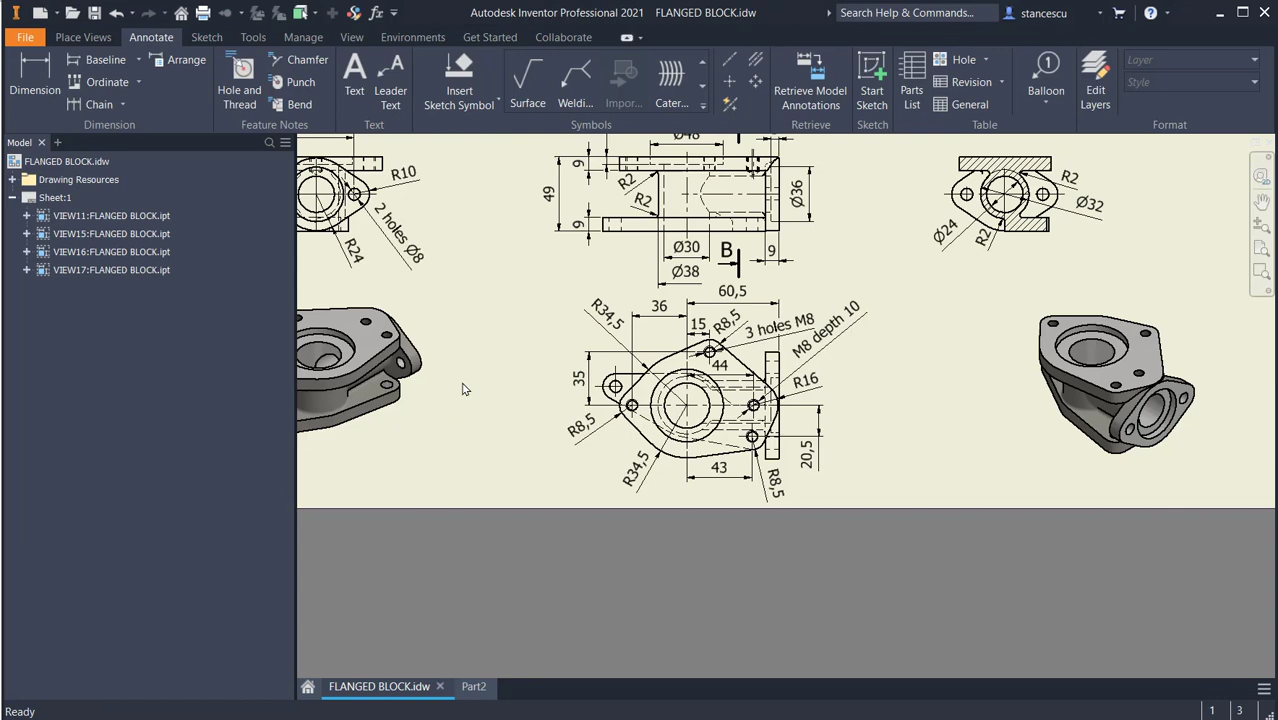 Autodesk Inventor Professional 2021 FLANGED BLOCK.idw
Search Help & Commands...
stancescu
File Place Views Annotate Sketch Tools Manage View Environments Get Started Collaborate
Dimension
Baseline
Ordinate
Chain
Arrange
Dimension
Hole and
Thread
Chamfer
Punch
Bend
Feature Notes
Text
Leader
Text
Text
Insert
Sketch Symbol
Surface
Weldi...
Impor...
Cater...
Symbols
Retrieve Model
Annotations
Retrieve
Start
Sketch
Sketch
Parts
List
Hole
Revision
General
Table
Balloon
Edit
Layers
Layer
Style
Format
Model
FLANGED BLOCK.idw
Drawing Resources
Sheet:1
VIEW11:FLANGED BLOCK.ipt
VIEW15:FLANGED BLOCK.ipt
VIEW16:FLANGED BLOCK.ipt
VIEW17:FLANGED BLOCK.ipt
R10
2 holes Ø8
R24
Ø48
9
49
9
R2
R2
Ø36
Ø30
Ø38
B
9
R2
Ø32
Ø24
R2
60,5
36
15
R34,5
R8,5
3 holes M8
M8 depth 10
44
R16
35
R8,5
R34,5
43
R8,5
20,5
FLANGED BLOCK.idw
Part2
Ready
1 3